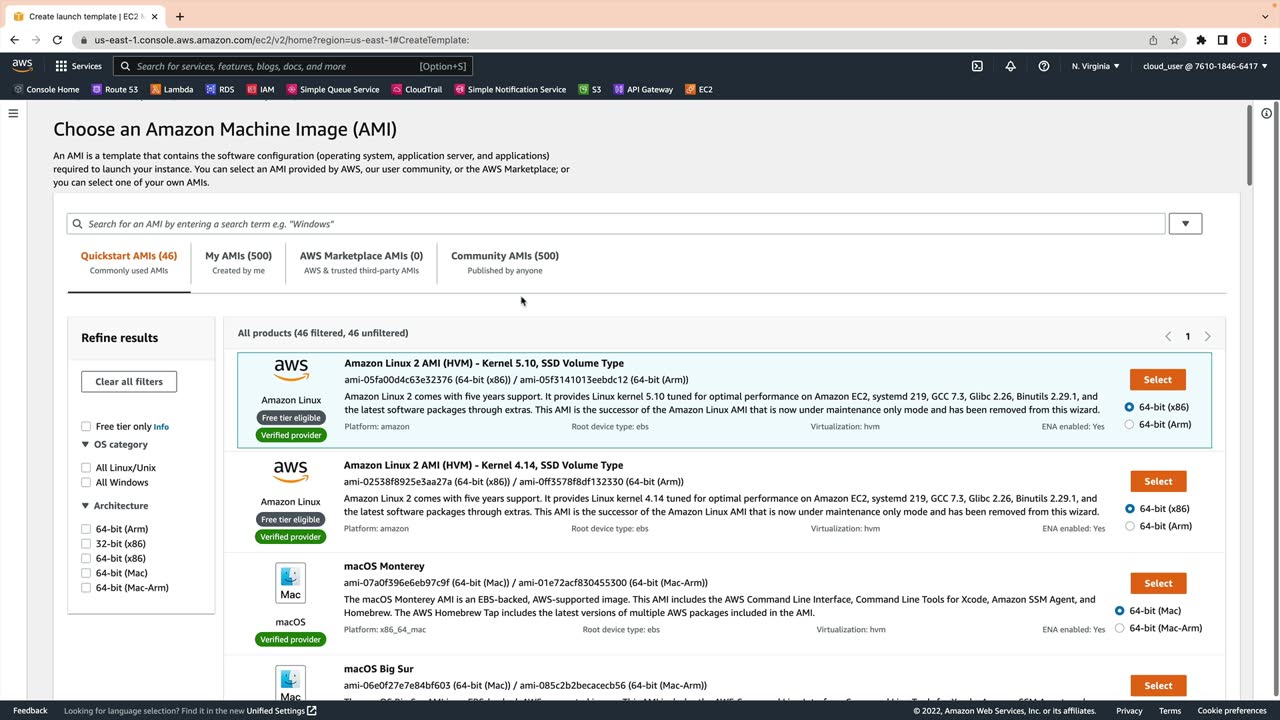 Create launch template | EC2 M
us-east-1.console.aws.amazon.com/ec2/v2/home?region=us-east-1#CreateTemplate:
B
aws
Services
Search for services, features, blogs, docs, and more
[Option+S]
N. Virginia
cloud_user @ 7610-1846-6417
Console Home
Route 53
Lambda
RDS
IAM
Simple Queue Service
CloudTrail
Simple Notification Service
S3
API Gateway
EC2
Choose an Amazon Machine Image (AMI)
An AMI is a template that contains the software configuration (operating system, application server, and applications)
required to launch your instance. You can select an AMI provided by AWS, our user community, or the AWS Marketplace; or
you can select one of your own AMIs.
Search for an AMI by entering a search term e.g. "Windows"
Quickstart AMIs (46)
Commonly used AMIs
My AMIs (500)
Created by me
AWS Marketplace AMIs (0)
AWS & trusted third-party AMIs
Community AMIs (500)
Published by anyone
Refine results
Clear all filters
Free tier only Info
OS category
All Linux/Unix
All Windows
Architecture
64-bit (Arm)
32-bit (x86)
64-bit (x86)
64-bit (Mac)
64-bit (Mac-Arm)
All products (46 filtered, 46 unfiltered)
1
aws
Amazon Linux
Free tier eligible
Verified provider
Amazon Linux 2 AMI (HVM) - Kernel 5.10, SSD Volume Type
ami-05fa00d4c63e32376 (64-bit (x86)) / ami-05f3141013eebdc12 (64-bit (Arm))
Amazon Linux 2 comes with five years support. It provides Linux kernel 5.10 tuned for optimal performance on Amazon EC2, systemd 219, GCC 7.3, Glibc 2.26, Binutils 2.29.1, and
the latest software packages through extras. This AMI is the successor of the Amazon Linux AMI that is now under maintenance only mode and has been removed from this wizard.
Platform: amazon
Root device type: ebs
Virtualization: hvm
ENA enabled: Yes
Select
64-bit (x86)
64-bit (Arm)
aws
Amazon Linux
Free tier eligible
Verified provider
Amazon Linux 2 AMI (HVM) - Kernel 4.14, SSD Volume Type
ami-02538f8925e3aa27a (64-bit (x86)) / ami-0ff3578f8df132330 (64-bit (Arm))
Amazon Linux 2 comes with five years support. It provides Linux kernel 4.14 tuned for optimal performance on Amazon EC2, systemd 219, GCC 7.3, Glibc 2.26, Binutils 2.29.1, and
the latest software packages through extras. This AMI is the successor of the Amazon Linux AMI that is now under maintenance only mode and has been removed from this wizard.
Platform: amazon
Root device type: ebs
Virtualization: hvm
ENA enabled: Yes
Select
64-bit (x86)
64-bit (Arm)
Mac
macOS
Verified provider
macOS Monterey
ami-07a0f396e6eb97c9f (64-bit (Mac)) / ami-01e72acf830455300 (64-bit (Mac-Arm))
The macOS Monterey AMI is an EBS-backed, AWS-supported image. This AMI includes the AWS Command Line Interface, Command Line Tools for Xcode, Amazon SSM Agent, and
Homebrew. The AWS Homebrew Tap includes the latest versions of multiple AWS packages included in the AMI.
Platform: x86_64_mac
Root device type: ebs
Virtualization: hvm
ENA enabled: Yes
Select
64-bit (Mac)
64-bit (Mac-Arm)
Mac
macOS Big Sur
ami-06e0f27e7e84bf603 (64-bit (Mac)) / ami-085c2b2becacecb56 (64-bit (Mac-Arm))
Select
Feedback
Looking for language selection? Find it in the new Unified Settings
© 2022, Amazon Web Services, Inc. or its affiliates.
Privacy
Terms
Cookie preferences